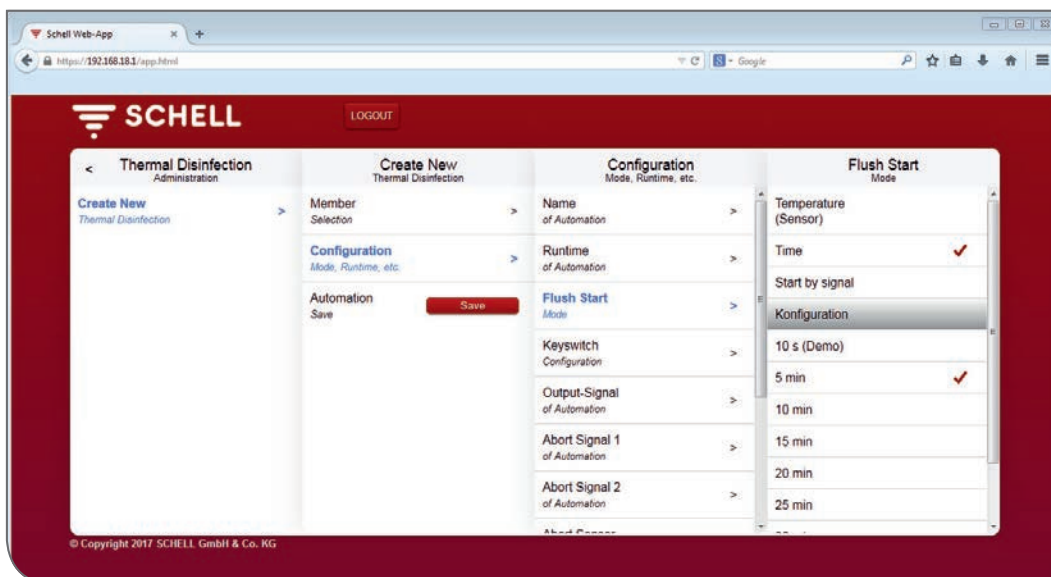 Schell Web-App × +
https://192.168.18.1/app.html
Google
SCHELL
LOGOUT
< Thermal Disinfection
Administration
Create New >
Thermal Disinfection
Create New
Thermal Disinfection
Member >
Selection
Configuration >
Mode, Runtime, etc.
Automation
Save
Save
Configuration
Mode, Runtime, etc.
Name >
of Automation
Runtime >
of Automation
Flush Start >
Mode
Keyswitch >
Configuration
Output-Signal >
of Automation
Abort Signal 1 >
of Automation
Abort Signal 2 >
of Automation
Flush Start
Mode
Temperature
(Sensor)
Time
Start by signal
Konfiguration
10 s (Demo)
5 min
10 min
15 min
20 min
25 min
© Copyright 2017 SCHELL GmbH & Co. KG